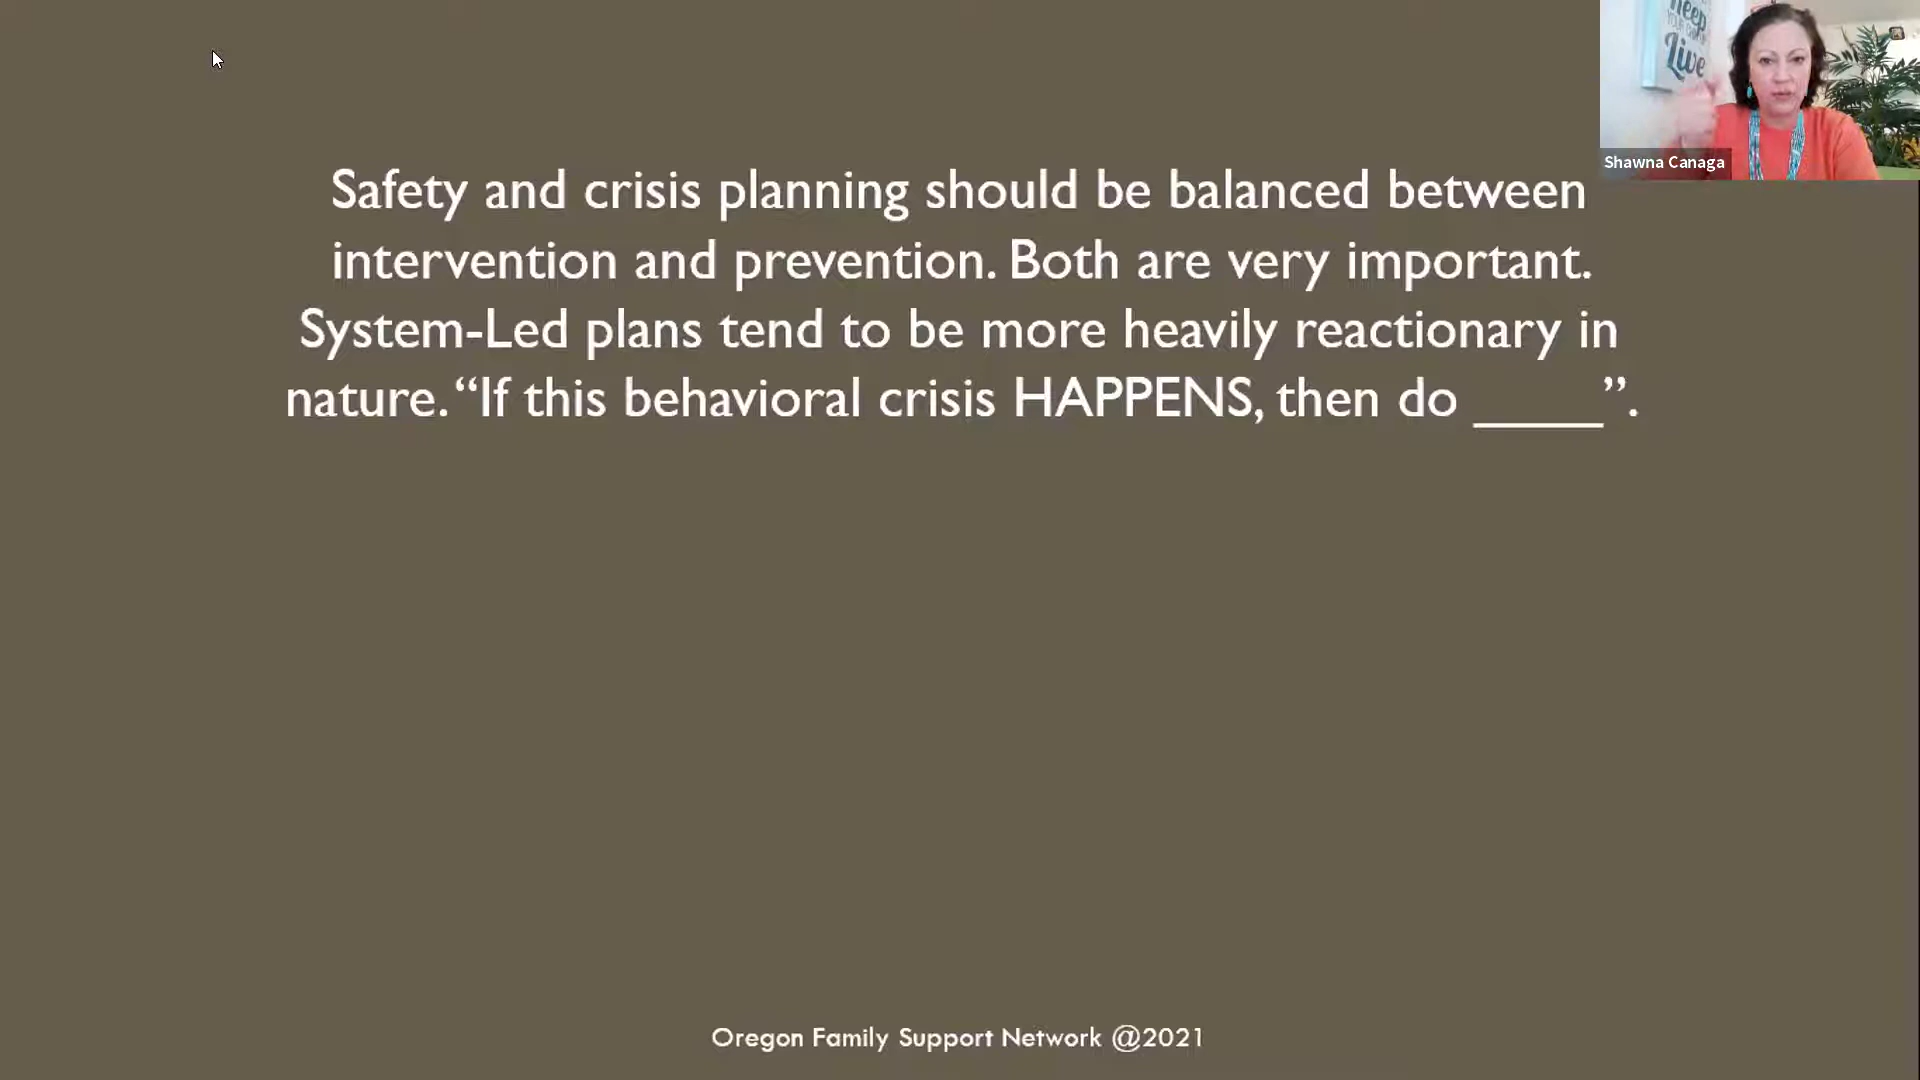 Keep
Live
Shawna Canaga
Safety and crisis planning should be balanced between
intervention and prevention. Both are very important.
System-Led plans tend to be more heavily reactionary in
nature. “If this behavioral crisis HAPPENS, then do _____”.
Oregon Family Support Network @2021